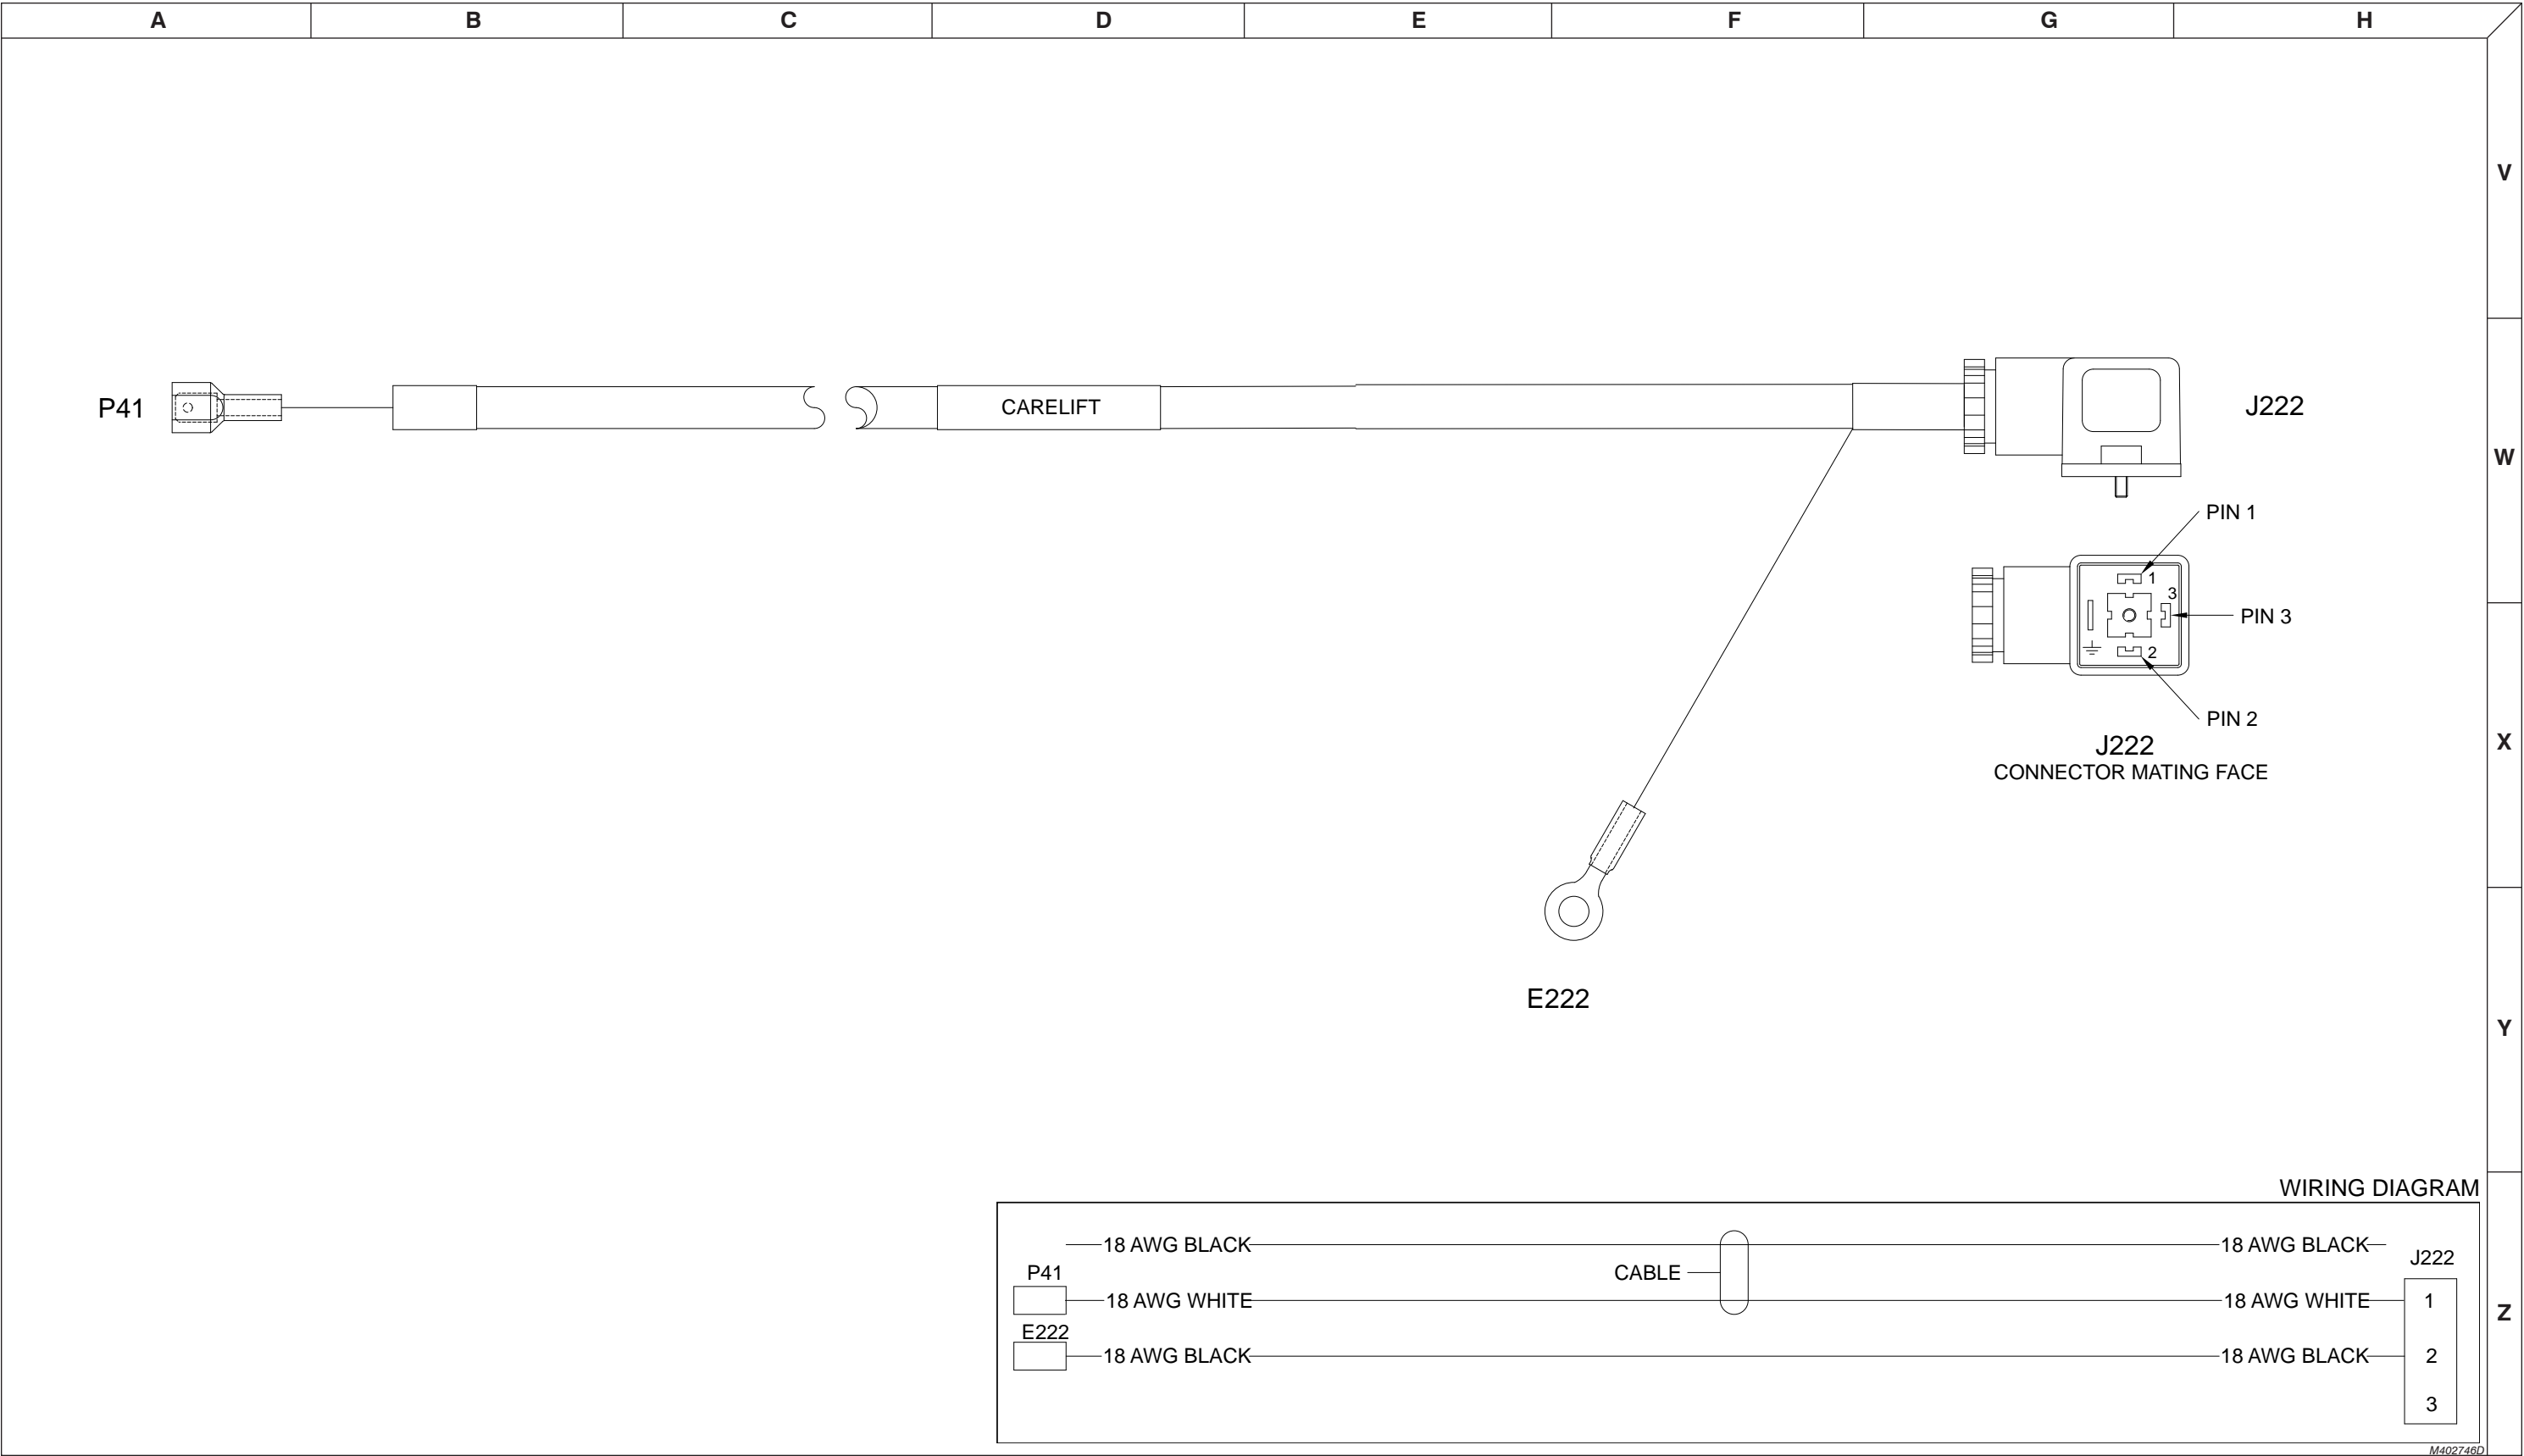 A B C D E F G H
V
P41
CARELIFT
J222
W
PIN 1
1
3
PIN 3
2
PIN 2
J222
CONNECTOR MATING FACE
X
E222
Y
WIRING DIAGRAM
18 AWG BLACK 18 AWG BLACK
P41 CABLE J222
18 AWG WHITE 18 AWG WHITE 1
Z
E222
18 AWG BLACK 18 AWG BLACK 2
3
M402746D